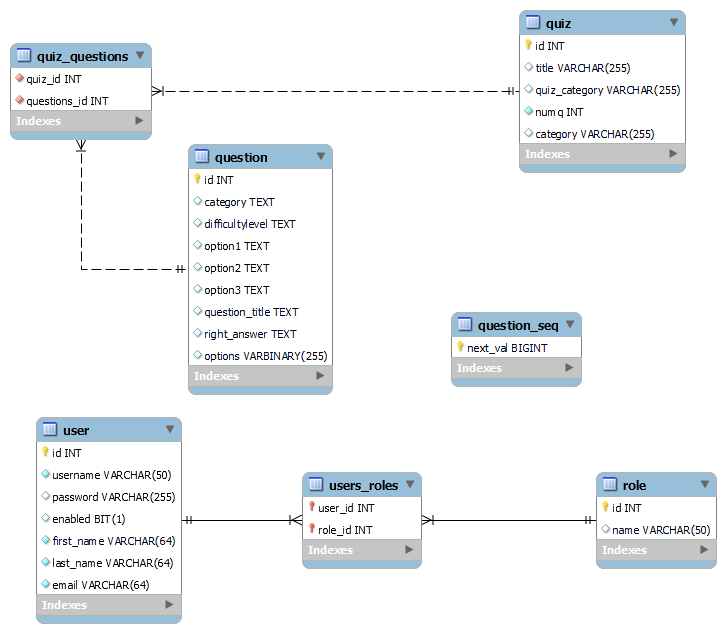 quiz_questions
quiz_id INT
questions_id INT
Indexes
quiz
id INT
title VARCHAR(255)
quiz_category VARCHAR(255)
numq INT
category VARCHAR(255)
Indexes
question
id INT
category TEXT
difficultylevel TEXT
option1 TEXT
option2 TEXT
option3 TEXT
question_title TEXT
right_answer TEXT
options VARBINARY(255)
Indexes
question_seq
next_val BIGINT
Indexes
user
id INT
username VARCHAR(50)
password VARCHAR(255)
enabled BIT(1)
first_name VARCHAR(64)
last_name VARCHAR(64)
email VARCHAR(64)
Indexes
users_roles
user_id INT
role_id INT
Indexes
role
id INT
name VARCHAR(50)
Indexes